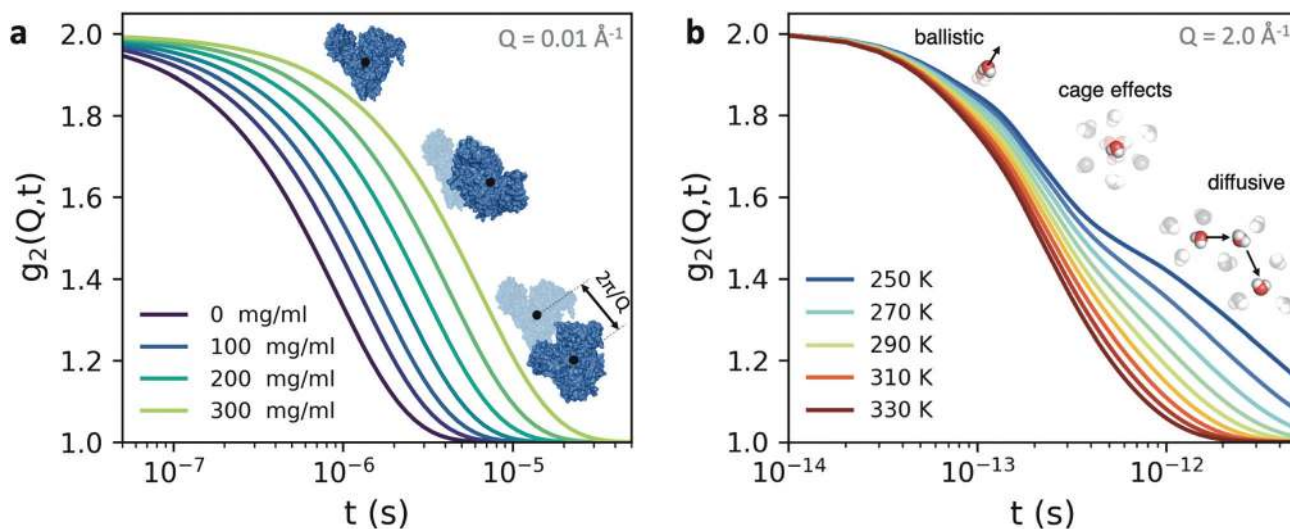 a
Q = 0.01 Å⁻¹
g₂(Q,t)
2.0
1.8
1.6
1.4
1.2
1.0
2π/Q
0 mg/ml
100 mg/ml
200 mg/ml
300 mg/ml
10⁻⁷
10⁻⁶
10⁻⁵
t (s)
b
Q = 2.0 Å⁻¹
ballistic
cage effects
diffusive
g₂(Q,t)
2.0
1.8
1.6
1.4
1.2
1.0
250 K
270 K
290 K
310 K
330 K
10⁻¹⁴
10⁻¹³
10⁻¹²
t (s)